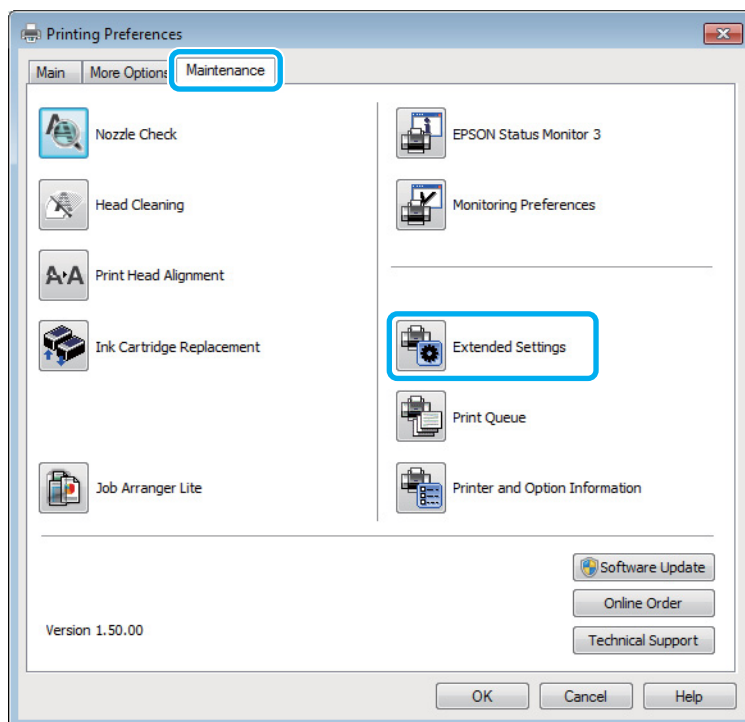 Printing Preferences
Main
More Options
Maintenance
Nozzle Check
Head Cleaning
A A Print Head Alignment
Ink Cartridge Replacement
Job Arranger Lite
EPSON Status Monitor 3
Monitoring Preferences
Extended Settings
Print Queue
Printer and Option Information
Software Update
Online Order
Technical Support
Version 1.50.00
OK
Cancel
Help